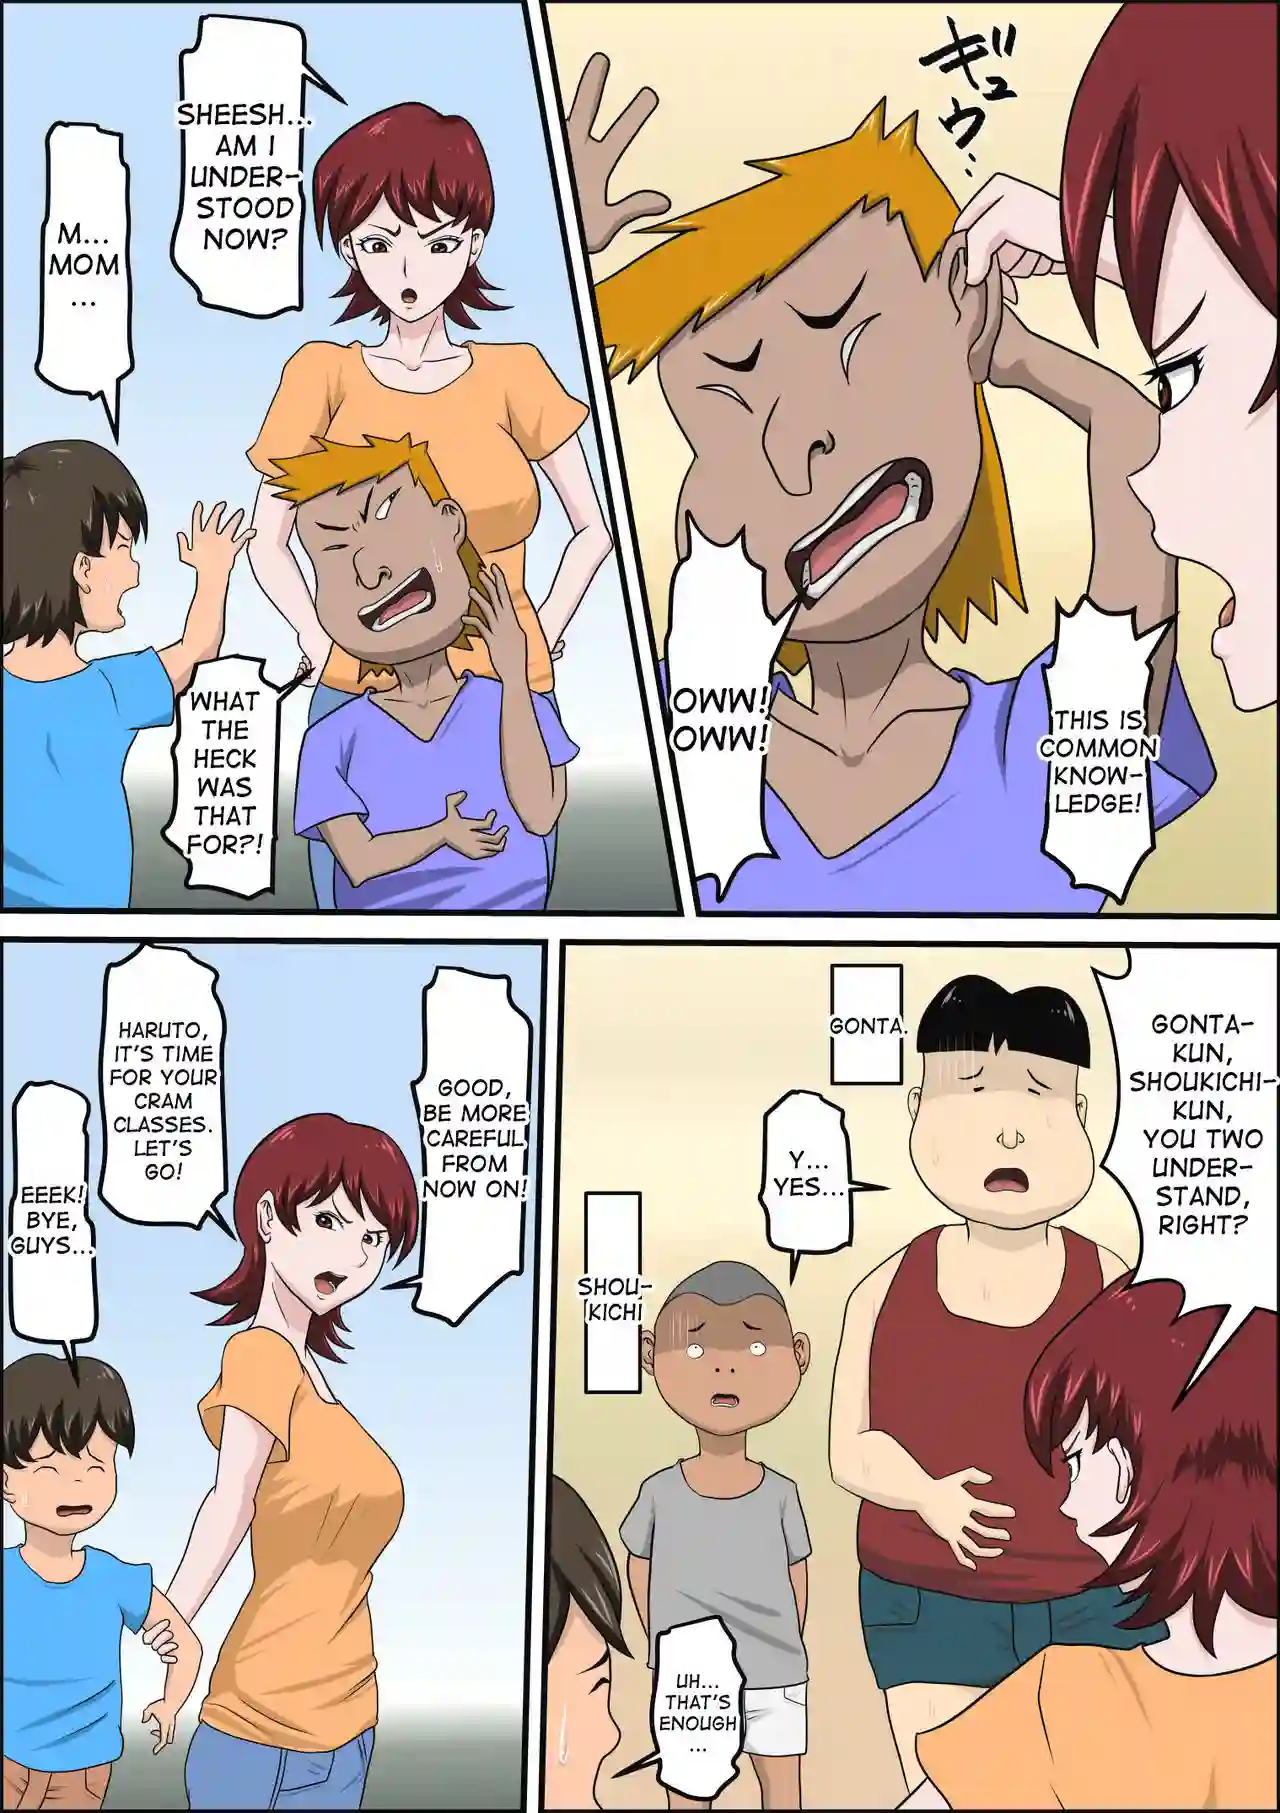 ギュウ..
THIS IS
COMMON
KNOW-
LEDGE!
OWW!
OWW!
SHEESH...
AM I
UNDER-
STOOD
NOW?
WHAT
THE
HECK
WAS
THAT
FOR?!
M...
MOM
...
GONTA-
KUN,
SHOUKICHI-
KUN,
YOU TWO
UNDER-
STAND,
RIGHT?
GONTA.
Y...
YES...
SHOU-
KICHI
UH...
THAT'S
ENOUGH
...
GOOD,
BE MORE
CAREFUL
FROM
NOW ON!
HARUTO,
IT'S TIME
FOR YOUR
CRAM
CLASSES.
LET'S
GO!
EEEK!
BYE,
GUYS...